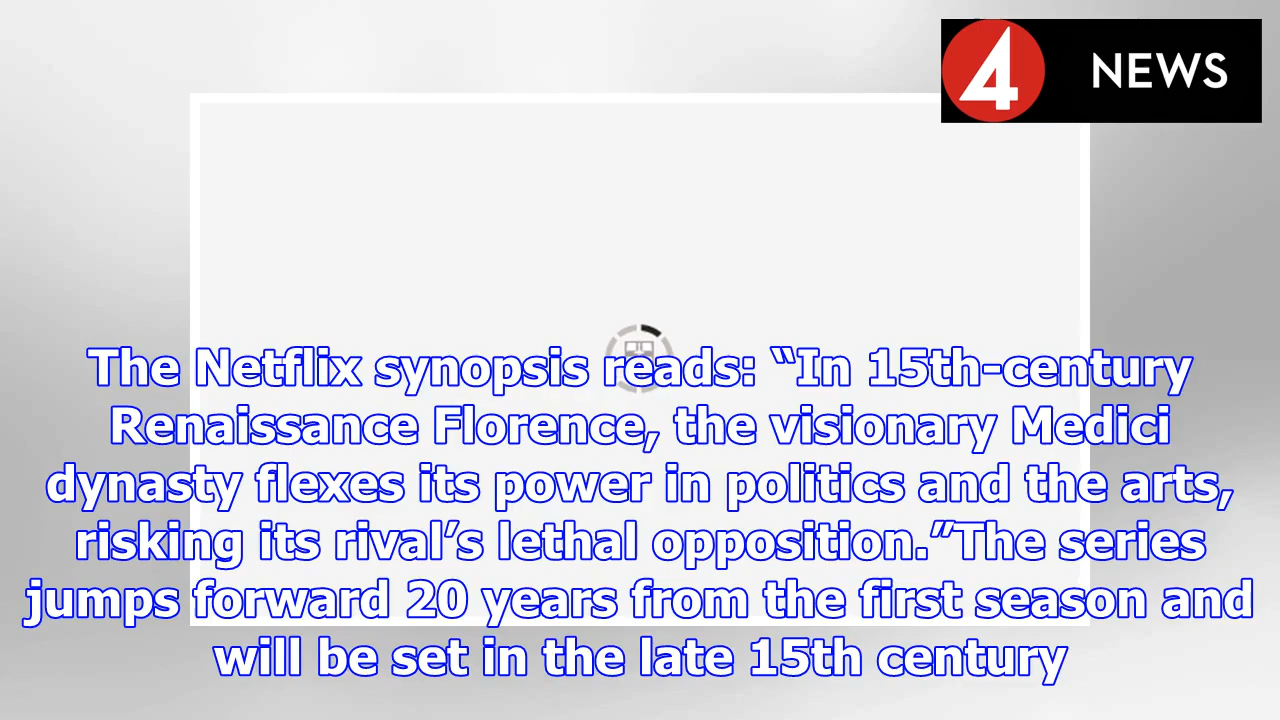 4 NEWS
The Netflix synopsis reads: “In 15th-century
Renaissance Florence, the visionary Medici
dynasty flexes its power in politics and the arts,
risking its rival’s lethal opposition.”The series
jumps forward 20 years from the first season and
will be set in the late 15th century